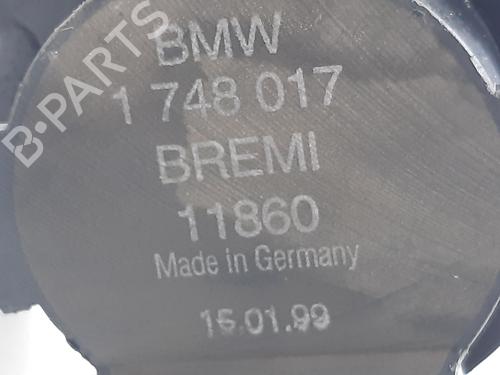 B-PARTS
BMW
1 748 017
BREMI
11860
Made in Germany
15.01.99